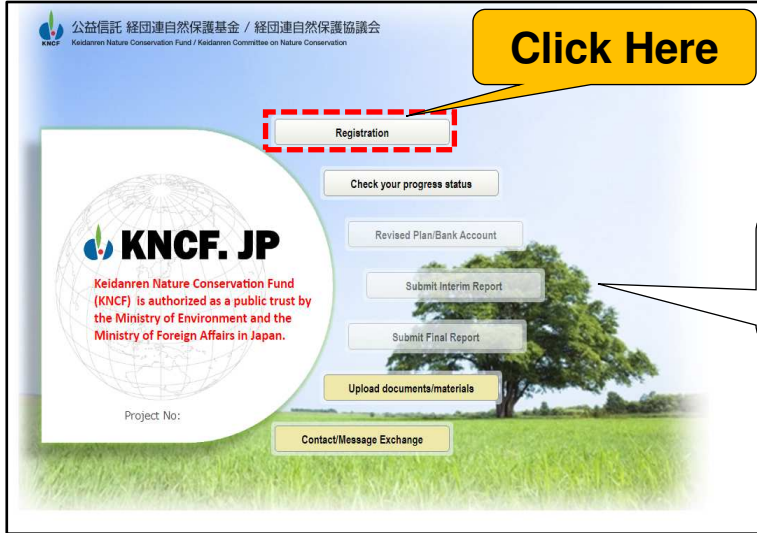 公益信託 経団連自然保護基金 / 経団連自然保護協議会
KNCF
Keidanren Nature Conservation Fund / Keidanren Committee on Nature Conservation
Click Here
Registration
Check your progress status
Revised Plan/Bank Account
Submit Interim Report
Submit Final Report
Upload documents/materials
Contact/Message Exchange
KNCF. JP
Keidanren Nature Conservation Fund
(KNCF) is authorized as a public trust by
the Ministry of Environment and the
Ministry of Foreign Affairs in Japan.
Project No: